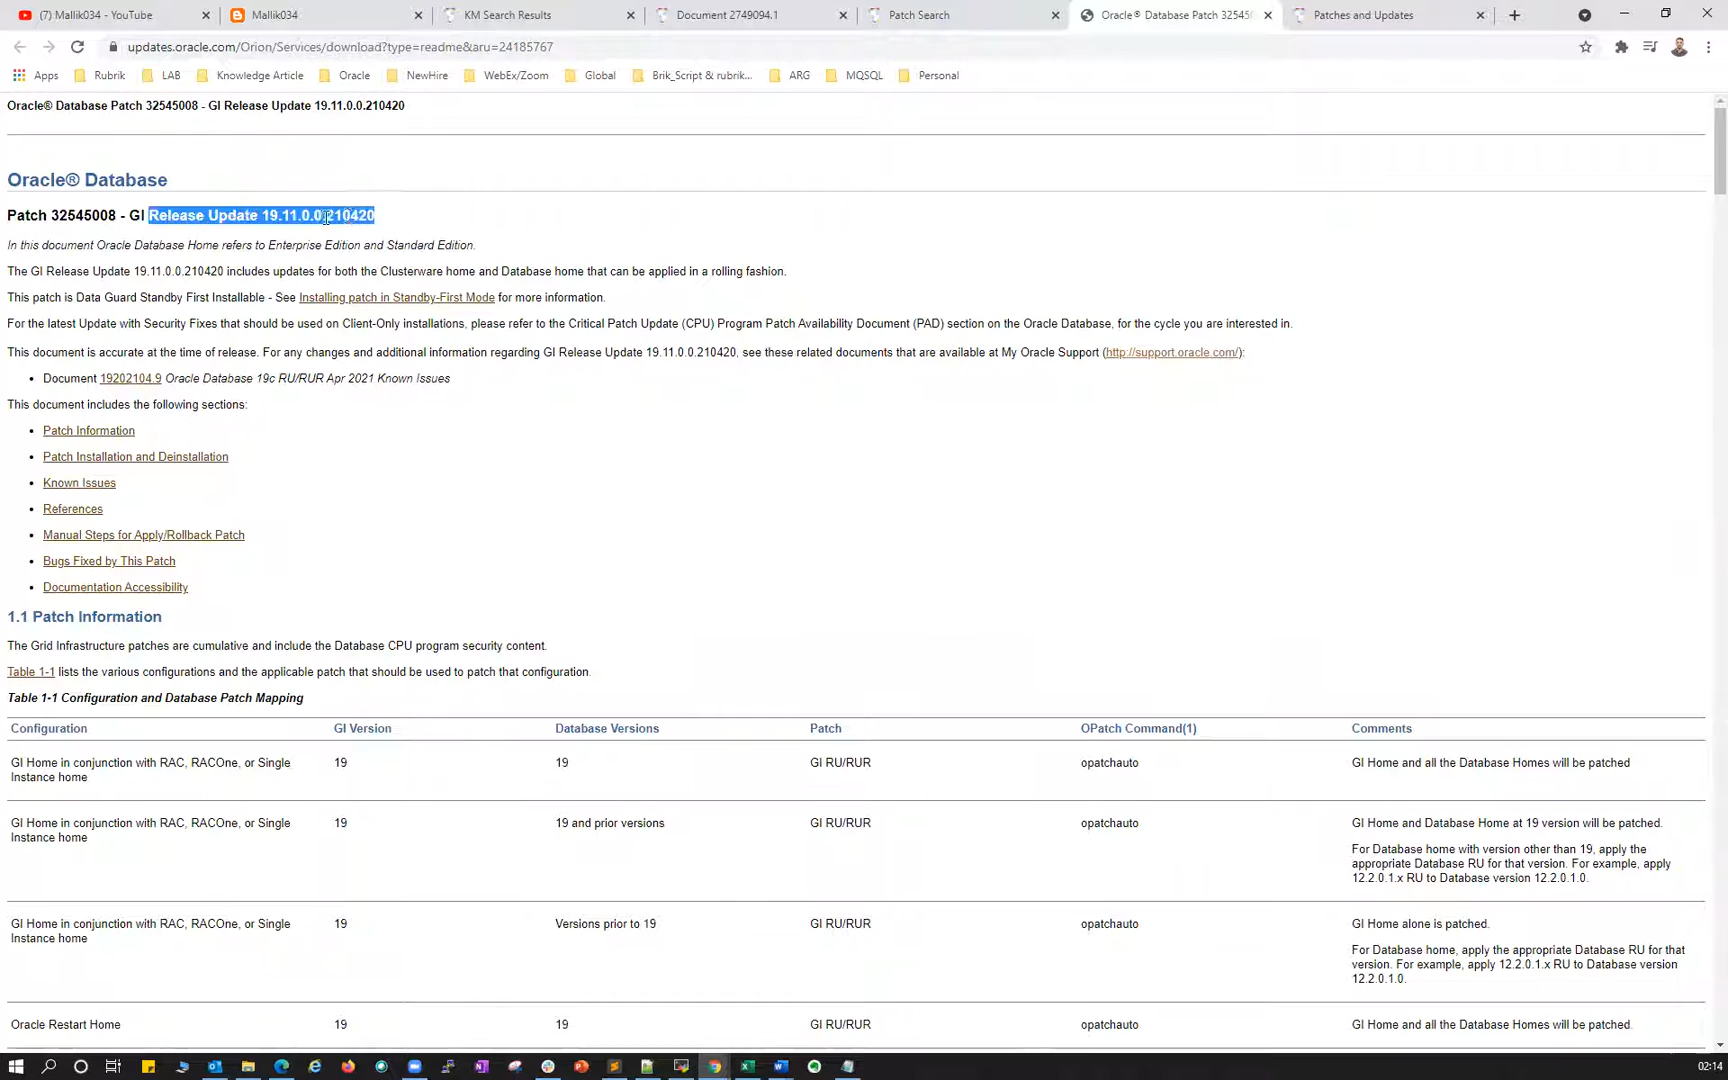 (7) Mallik034 - YouTube
Mallik034
KM Search Results
Document 2749094.1
Patch Search
Oracle® Database Patch 32545
Patches and Updates
updates.oracle.com/Orion/Services/download?type=readme&aru=24185767
Apps
Rubrik
LAB
Knowledge Article
Oracle
NewHire
WebEx/Zoom
Global
Brik_Script & rubrik...
ARG
MQSQL
Personal
Oracle® Database Patch 32545008 - GI Release Update 19.11.0.0.210420
Oracle® Database
Patch 32545008 - GI Release Update 19.11.0.0.210420
In this document Oracle Database Home refers to Enterprise Edition and Standard Edition.
The GI Release Update 19.11.0.0.210420 includes updates for both the Clusterware home and Database home that can be applied in a rolling fashion.
This patch is Data Guard Standby First Installable - See Installing patch in Standby-First Mode for more information.
For the latest Update with Security Fixes that should be used on Client-Only installations, please refer to the Critical Patch Update (CPU) Program Patch Availability Document (PAD) section on the Oracle Database, for the cycle you are interested in.
This document is accurate at the time of release. For any changes and additional information regarding GI Release Update 19.11.0.0.210420, see these related documents that are available at My Oracle Support (http://support.oracle.com/):
• Document 19202104.9 Oracle Database 19c RU/RUR Apr 2021 Known Issues
This document includes the following sections:
• Patch Information
• Patch Installation and Deinstallation
• Known Issues
• References
• Manual Steps for Apply/Rollback Patch
• Bugs Fixed by This Patch
• Documentation Accessibility
1.1 Patch Information
The Grid Infrastructure patches are cumulative and include the Database CPU program security content.
Table 1-1 lists the various configurations and the applicable patch that should be used to patch that configuration.
Table 1-1 Configuration and Database Patch Mapping
Configuration GI Version Database Versions Patch OPatch Command(1) Comments
GI Home in conjunction with RAC, RACOne, or Single 19 19 GI RU/RUR opatchauto GI Home and all the Database Homes will be patched
Instance home
GI Home in conjunction with RAC, RACOne, or Single 19 19 and prior versions GI RU/RUR opatchauto GI Home and Database Home at 19 version will be patched.
Instance home
For Database home with version other than 19, apply the
appropriate Database RU for that version. For example, apply
12.2.0.1.x RU to Database version 12.2.0.1.0.
GI Home in conjunction with RAC, RACOne, or Single 19 Versions prior to 19 GI RU/RUR opatchauto GI Home alone is patched.
Instance home
For Database home, apply the appropriate Database RU for that
version. For example, apply 12.2.0.1.x RU to Database version
12.2.0.1.0.
Oracle Restart Home 19 19 GI RU/RUR opatchauto GI Home and all the Database Homes will be patched.
02:14